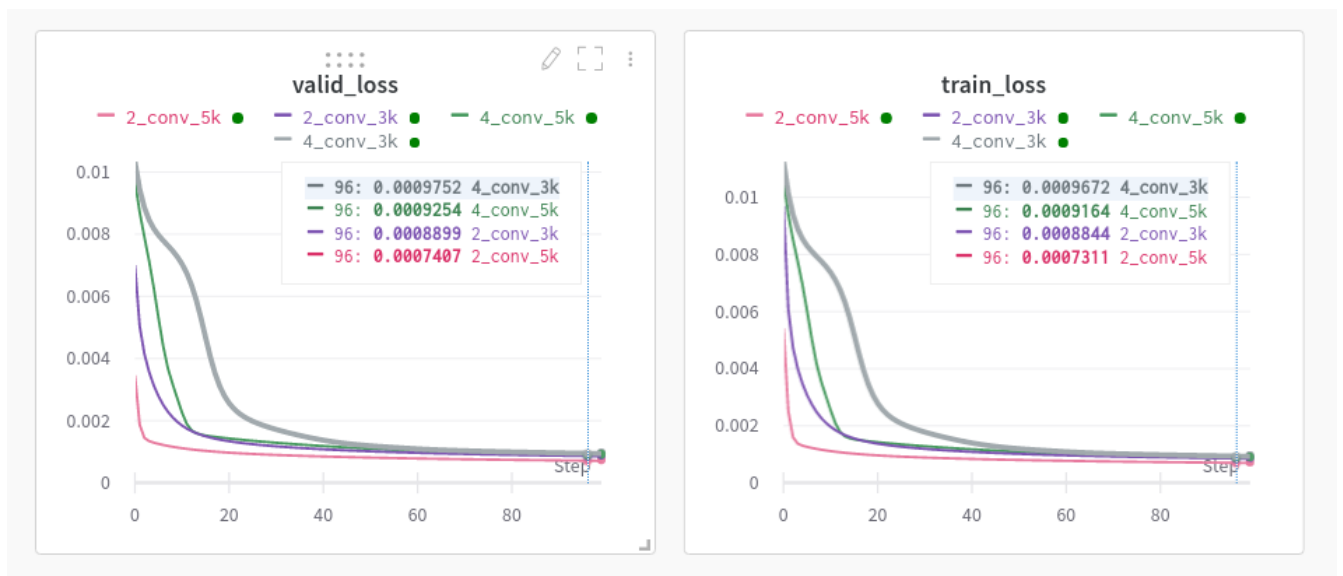 valid_loss
2_conv_5k 2_conv_3k 4_conv_5k
4_conv_3k
96: 0.0009752 4_conv_3k
96: 0.0009254 4_conv_5k
96: 0.0008899 2_conv_3k
96: 0.0007407 2_conv_5k
0.01
0.008
0.006
0.004
0.002
0
Step
0 20 40 60 80
train_loss
2_conv_5k 2_conv_3k 4_conv_5k
4_conv_3k
96: 0.0009672 4_conv_3k
96: 0.0009164 4_conv_5k
96: 0.0008844 2_conv_3k
96: 0.0007311 2_conv_5k
0.01
0.008
0.006
0.004
0.002
0
Step
0 20 40 60 80